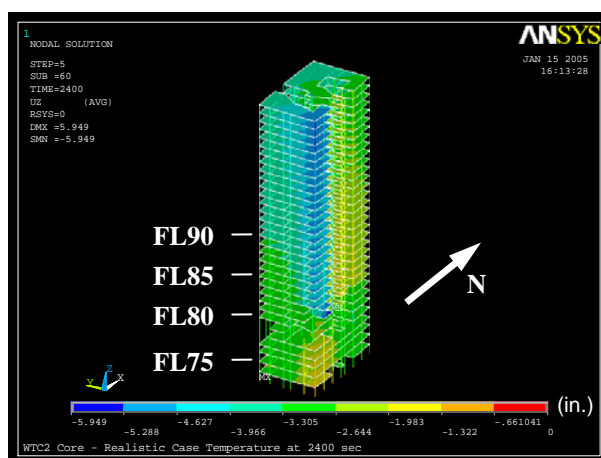 1
NODAL SOLUTION
STEP=5
SUB =60
TIME=2400
UZ (AVG)
RSYS=0
DMX =5.949
SMN =-5.949
ANSYS
JAN 15 2005
16:13:28
FL90
FL85
FL80
FL75
N
MN
MX
Z
Y X
(in.)
-5.949 -4.627 -3.305 -1.983 -.661041
-5.288 -3.966 -2.644 -1.322 0
WTC2 Core - Realistic Case Temperature at 2400 sec